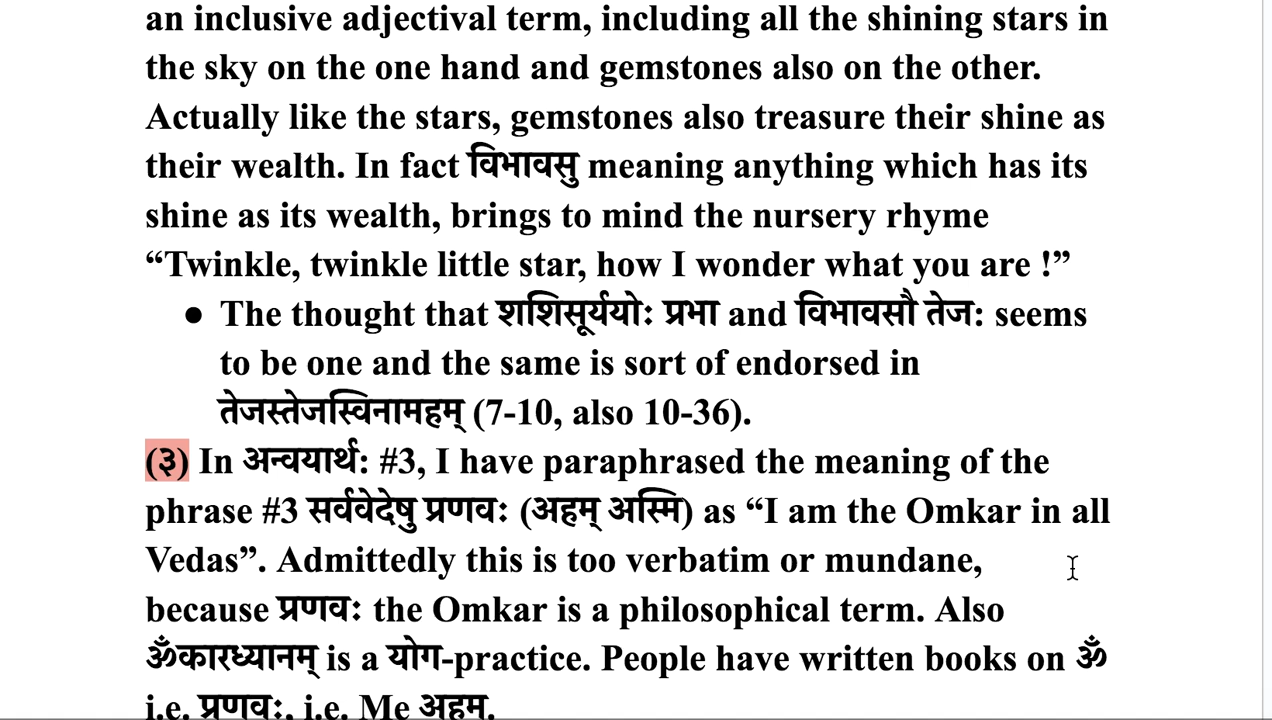 an inclusive adjectival term, including all the shining stars in
the sky on the one hand and gemstones also on the other.
Actually like the stars, gemstones also treasure their shine as
their wealth. In fact विभावसु meaning anything which has its
shine as its wealth, brings to mind the nursery rhyme
“Twinkle, twinkle little star, how I wonder what you are !”
● The thought that शशिसूर्ययोः प्रभा and विभावसौ तेज: seems
to be one and the same is sort of endorsed in
तेजस्तेजस्विनामहम् (7-10, also 10-36).
(३) In अन्वयार्थ: #3, I have paraphrased the meaning of the
phrase #3 सर्ववेदेषु प्रणवः (अहम् अस्मि) as “I am the Omkar in all
Vedas”. Admittedly this is too verbatim or mundane,
because प्रणवः the Omkar is a philosophical term. Also
ॐकारध्यानम् is a योग-practice. People have written books on ॐ
i.e. प्रणवः, i.e. Me अहम्.